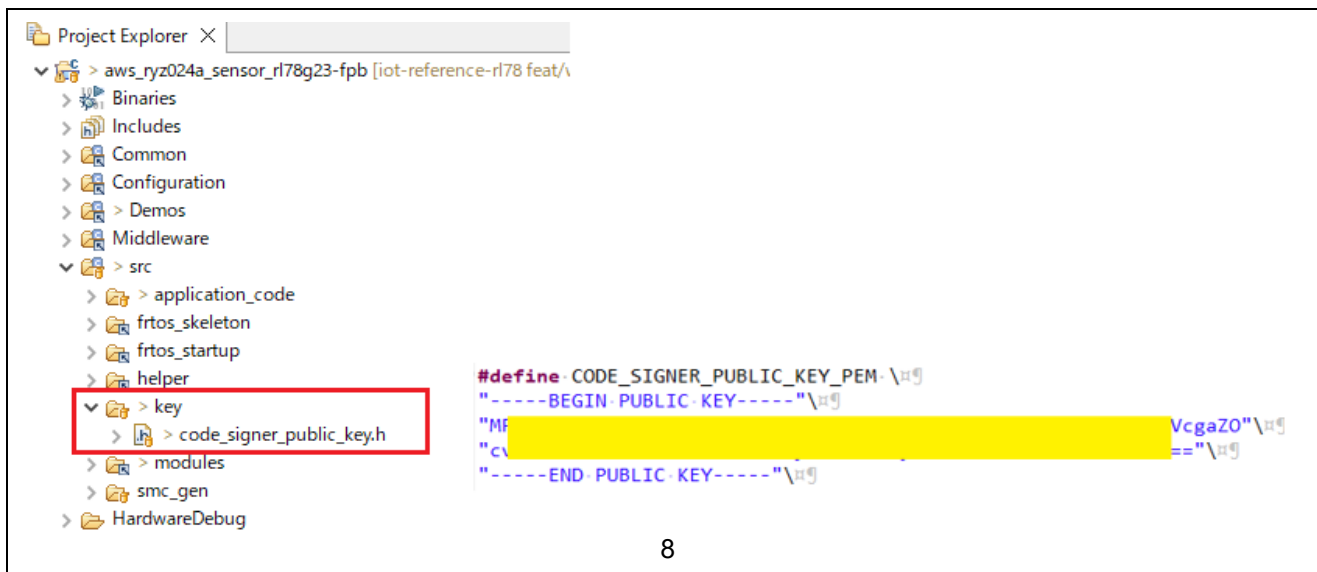 Project Explorer
> aws_ryz024a_sensor_rl78g23-fpb [iot-reference-rl78 feat/v
Binaries
Includes
Common
Configuration
> Demos
Middleware
> src
> application_code
frtos_skeleton
frtos_startup
helper
> key
> code_signer_public_key.h
> modules
smc_gen
HardwareDebug
#define CODE_SIGNER_PUBLIC_KEY_PEM \
"-----BEGIN PUBLIC KEY-----"\
VcgaZO"\
"cv =="\
"-----END PUBLIC KEY-----"\
8